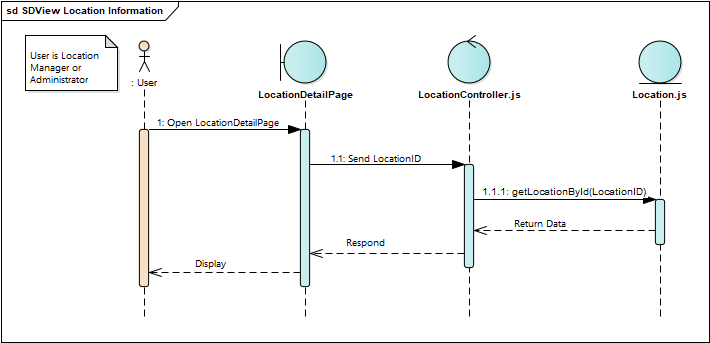 sd SDView Location Information
User is Location
Manager or
Administrator
: User
LocationDetailPage
LocationController.js
Location.js
1: Open LocationDetailPage
1.1: Send LocationID
1.1.1: getLocationById(LocationID)
Return Data
Respond
Display